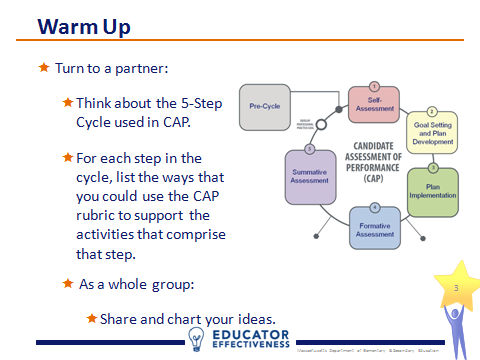 Warm Up
Turn to a partner:
Think about the 5-Step
Cycle used in CAP.
For each step in the
cycle, list the ways that
you could use the CAP
rubric to support the
activities that comprise
that step.
As a whole group:
Share and chart your ideas.
Pre-Cycle
1
Self-
Assessment
2
Goal Setting
and Plan
Development
3
Plan
Implementation
4
Formative
Assessment
5
Summative
Assessment
CANDIDATE
ASSESSMENT OF
PERFORMANCE
(CAP)
3
EDUCATOR
EFFECTIVENESS
Massachusetts Department of Elementary & Secondary Education